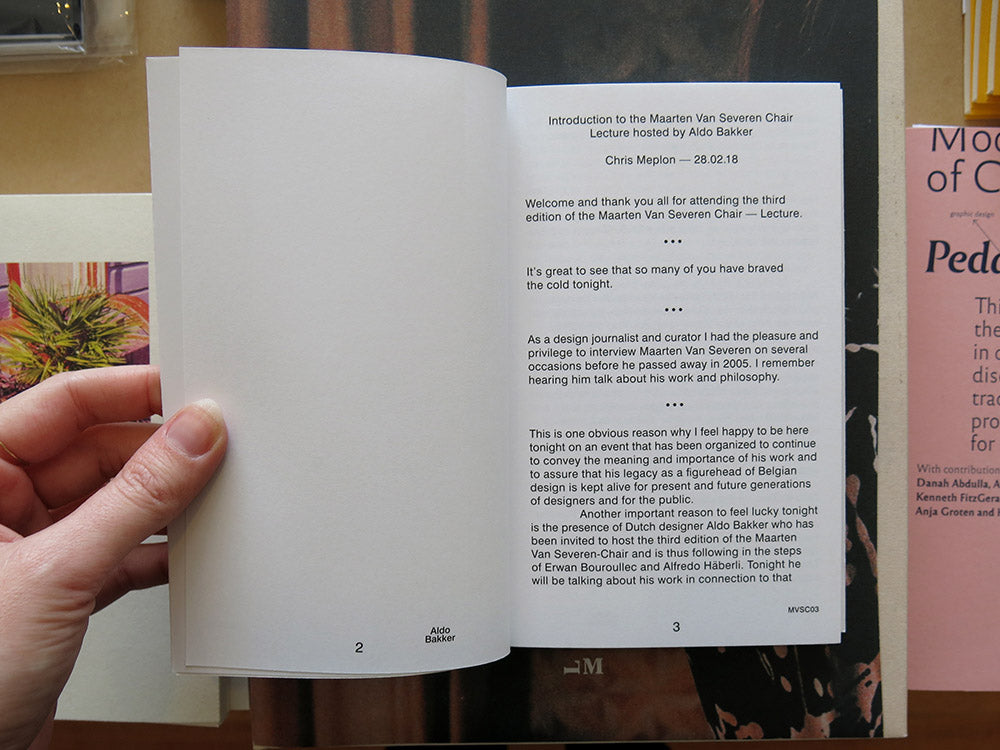 Introduction to the Maarten Van Severen Chair
Lecture hosted by Aldo Bakker
Chris Meplon — 28.02.18
Welcome and thank you all for attending the third
edition of the Maarten Van Severen Chair — Lecture.
•••
It's great to see that so many of you have braved
the cold tonight.
•••
As a design journalist and curator I had the pleasure and
privilege to interview Maarten Van Severen on several
occasions before he passed away in 2005. I remember
hearing him talk about his work and philosophy.
•••
This is one obvious reason why I feel happy to be here
tonight on an event that has been organized to continue
to convey the meaning and importance of his work and
to assure that his legacy as a figurehead of Belgian
design is kept alive for present and future generations
of designers and for the public.
Another important reason to feel lucky tonight
is the presence of Dutch designer Aldo Bakker who has
been invited to host the third edition of the Maarten
Van Severen-Chair and is thus following in the steps
of Erwan Bouroullec and Alfredo Häberli. Tonight he
will be talking about his work in connection to that
MVSC03
3
2
Aldo
Bakker
LM
of C
graphic design
Thi
the
in
for
With contribution
Danah Abdulla, A
Kenneth FitzGera
Anja Groten and